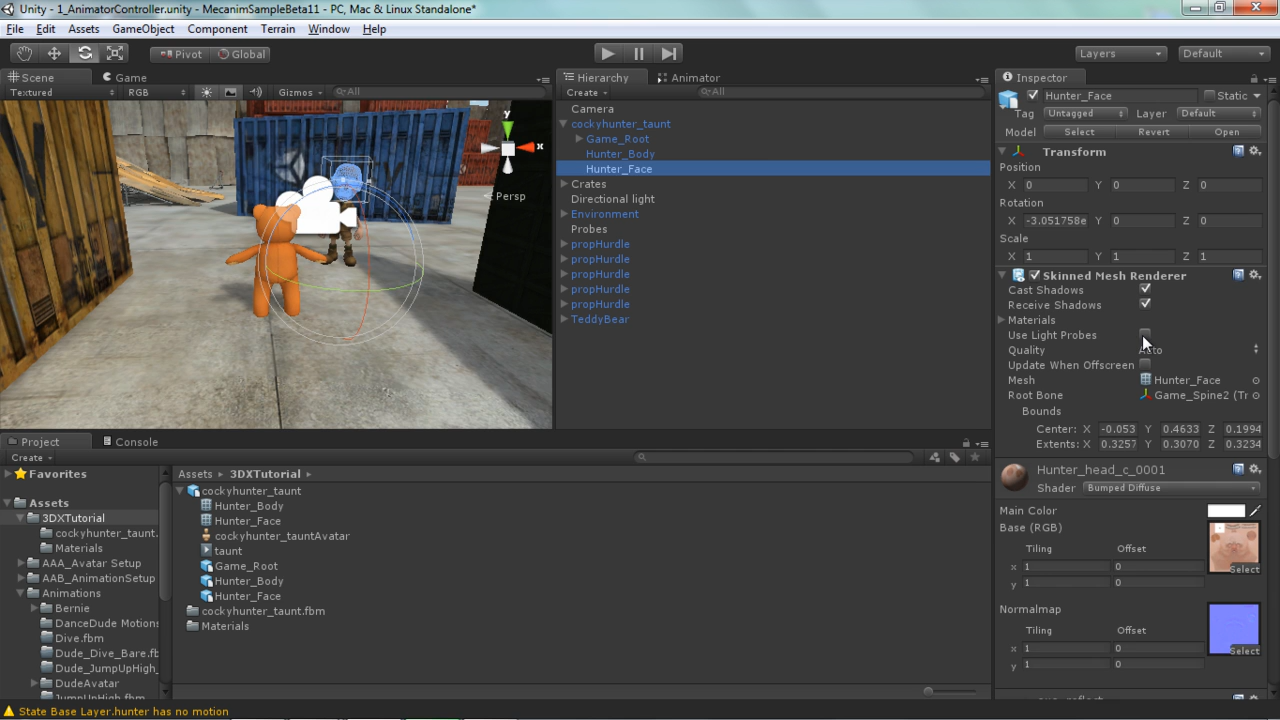 Unity - 1_AnimatorController.unity - MecanimSampleBeta11 - PC, Mac & Linux Standalone*
File Edit Assets GameObject Component Terrain Window Help
Pivot Global Layers Default
Scene Game
Textured RGB Gizmos All
y
x
Persp
Hierarchy Animator
Create All
Camera
cockyhunter_taunt
Game_Root
Hunter_Body
Hunter_Face
Crates
Directional light
Environment
Probes
propHurdle
propHurdle
propHurdle
propHurdle
propHurdle
TeddyBear
Inspector
Hunter_Face Static
Tag Untagged Layer Default
Model Select Revert Open
Transform
Position
X 0 Y 0 Z 0
Rotation
X -3.051758e Y 0 Z 0
Scale
X 1 Y 1 Z 1
Skinned Mesh Renderer
Cast Shadows
Receive Shadows
Materials
Use Light Probes
Quality Auto
Update When Offscreen
Mesh Hunter_Face
Root Bone Game_Spine2 (Tr
Bounds
Center: X -0.053 Y 0.4633 Z 0.1994
Extents: X 0.3257 Y 0.3070 Z 0.3234
Hunter_head_c_0001
Shader Bumped Diffuse
Main Color
Base (RGB)
Tiling Offset
x 1 0
y 1 0
Select
Normalmap
Tiling Offset
x 1 0
y 1 0
Select
Project Console
Create
Favorites
Assets
3DXTutorial
cockyhunter_taunt.
Materials
AAA_Avatar Setup
AAB_AnimationSetup
Animations
Bernie
DanceDude Motions
Dive.fbm
Dude_Dive_Bare.fb
Dude_JumpUpHigh_
DudeAvatar
JumpUpHigh.fbm
Assets 3DXTutorial
cockyhunter_taunt
Hunter_Body
Hunter_Face
cockyhunter_tauntAvatar
taunt
Game_Root
Hunter_Body
Hunter_Face
cockyhunter_taunt.fbm
Materials
State Base Layer.hunter has no motion